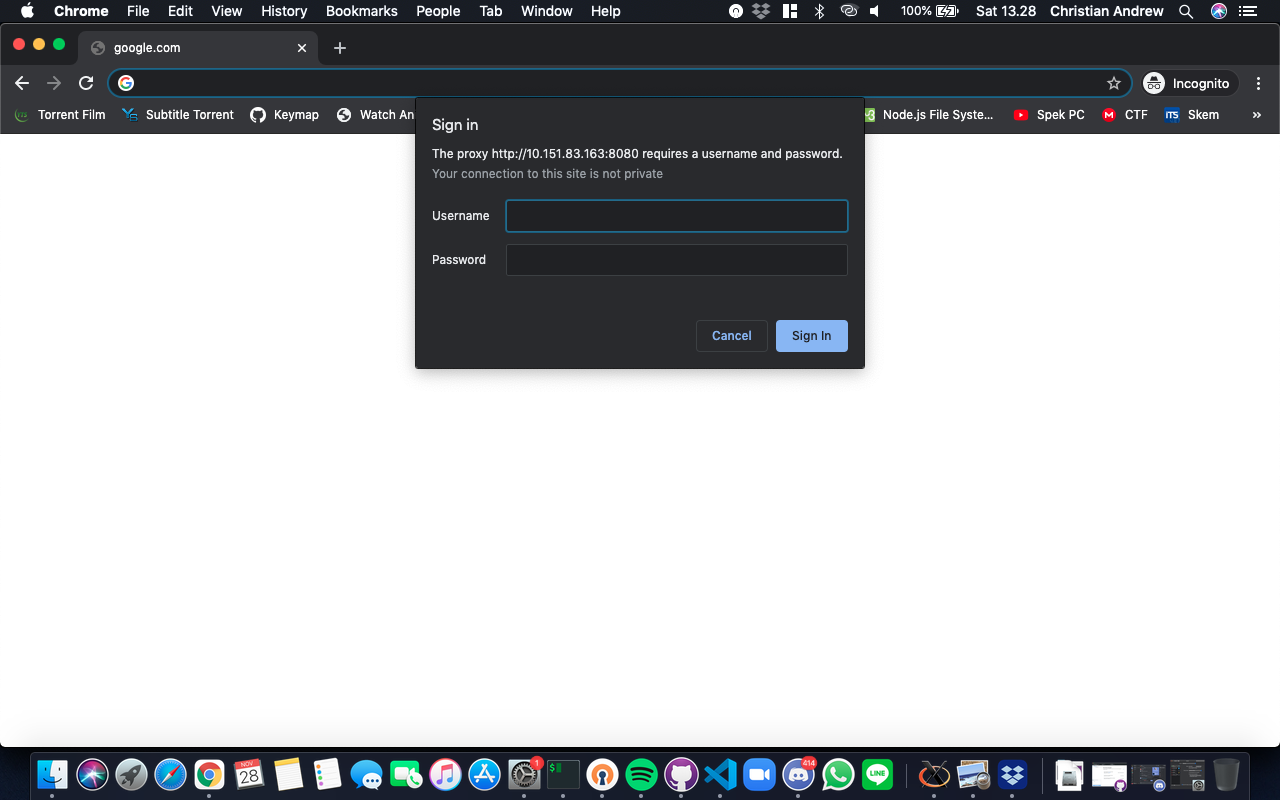 Chrome File Edit View History Bookmarks People Tab Window Help 100% Sat 13.28 Christian Andrew
google.com
Incognito
Torrent Film Subtitle Torrent Keymap Watch An Node.js File Syste... Spek PC CTF ITS Skem »
Sign in
The proxy http://10.151.83.163:8080 requires a username and password.
Your connection to this site is not private
Username
Password
Cancel Sign In
NOV 28 1 $ 414 LINE